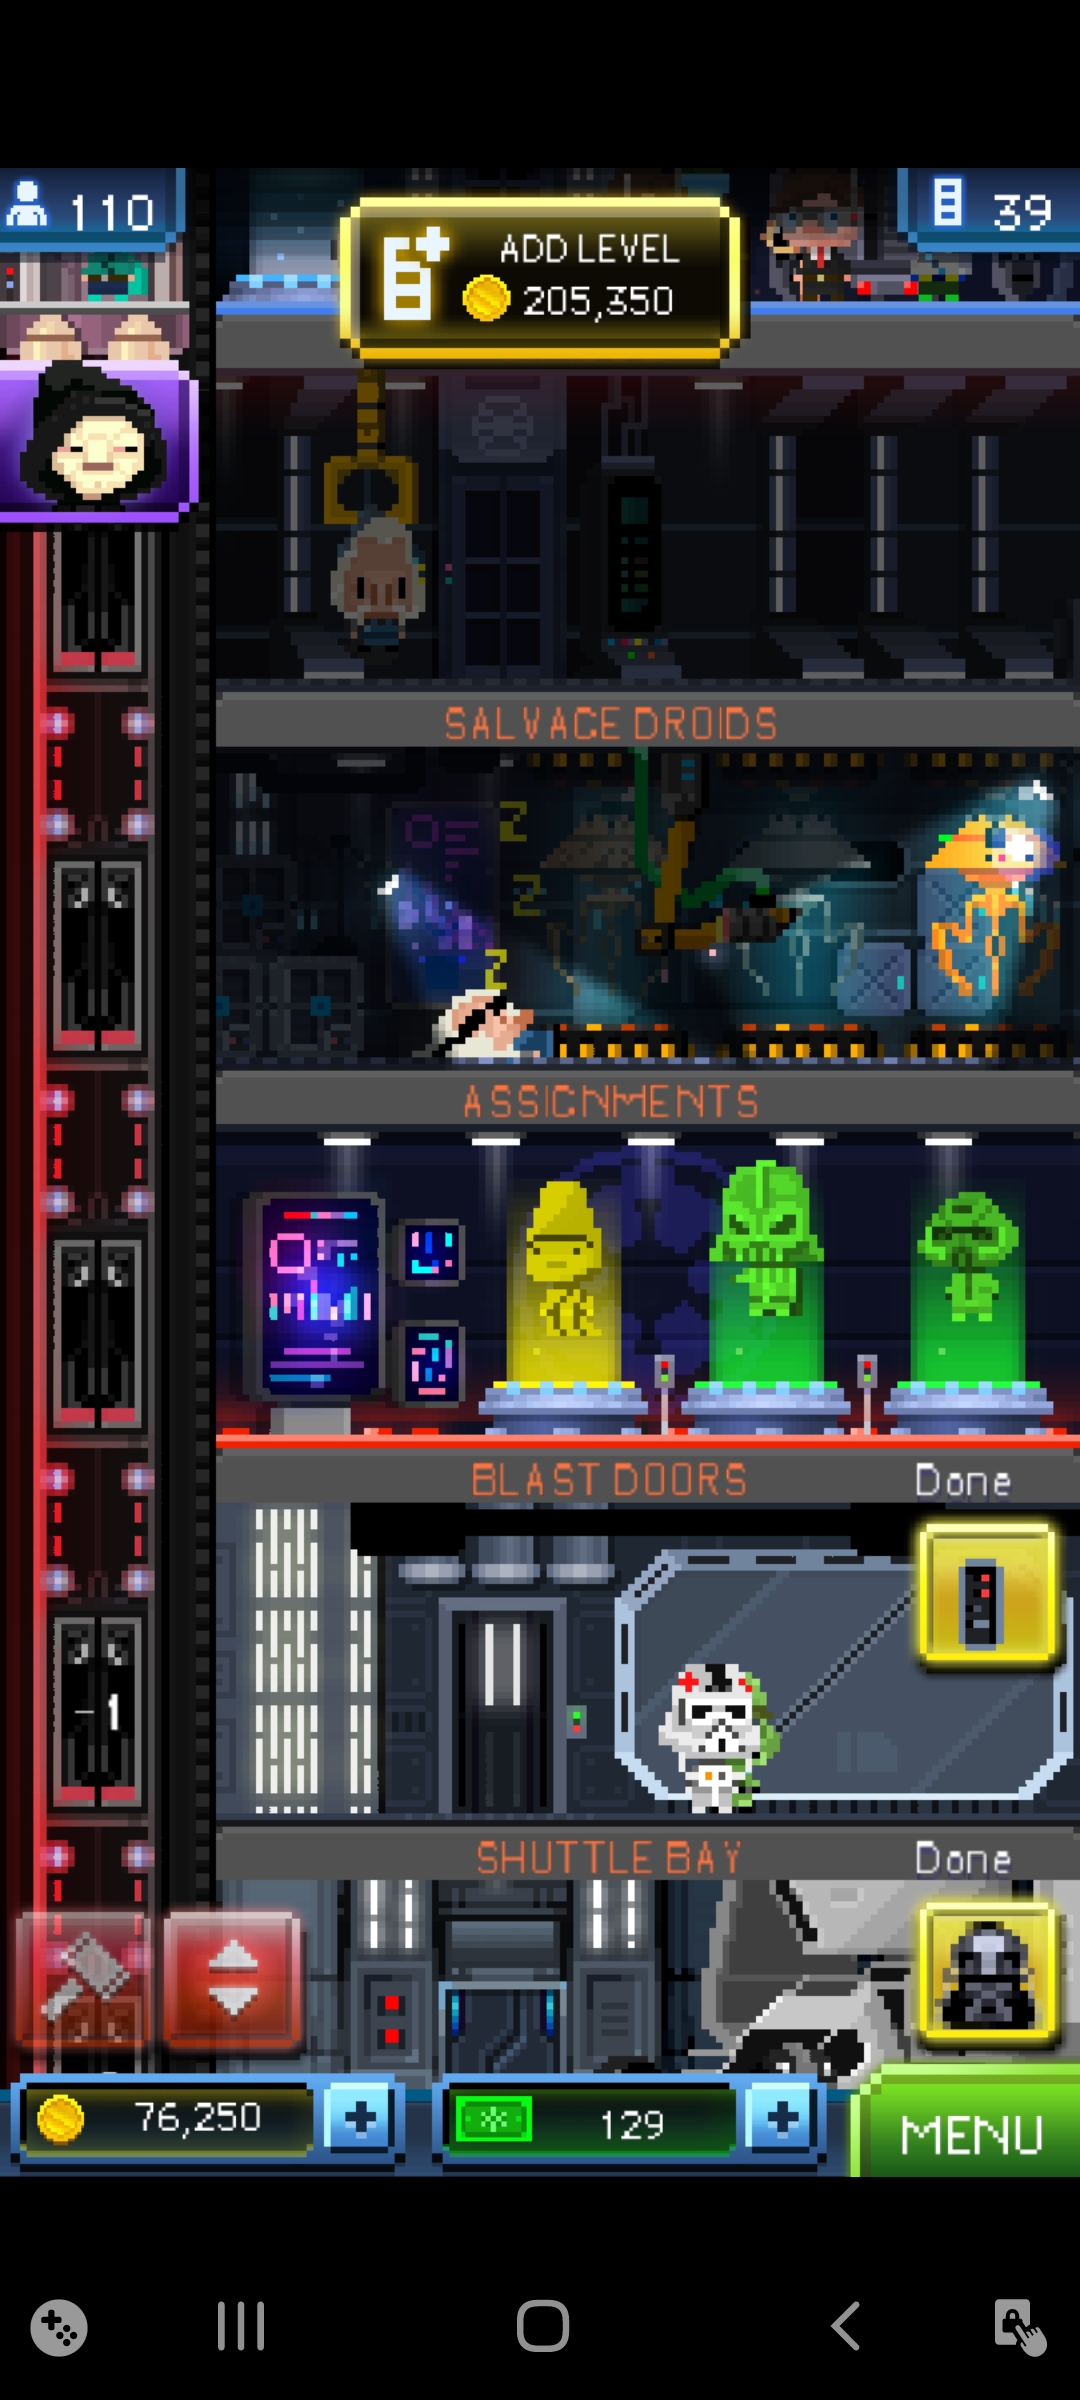 110
39
ADD LEVEL
205,350
SALVAGE DROIDS
Z
Z
Z
ASSIGNMENTS
BLAST DOORS Done
-1
SHUTTLE BAY Done
76,250
129
MENU